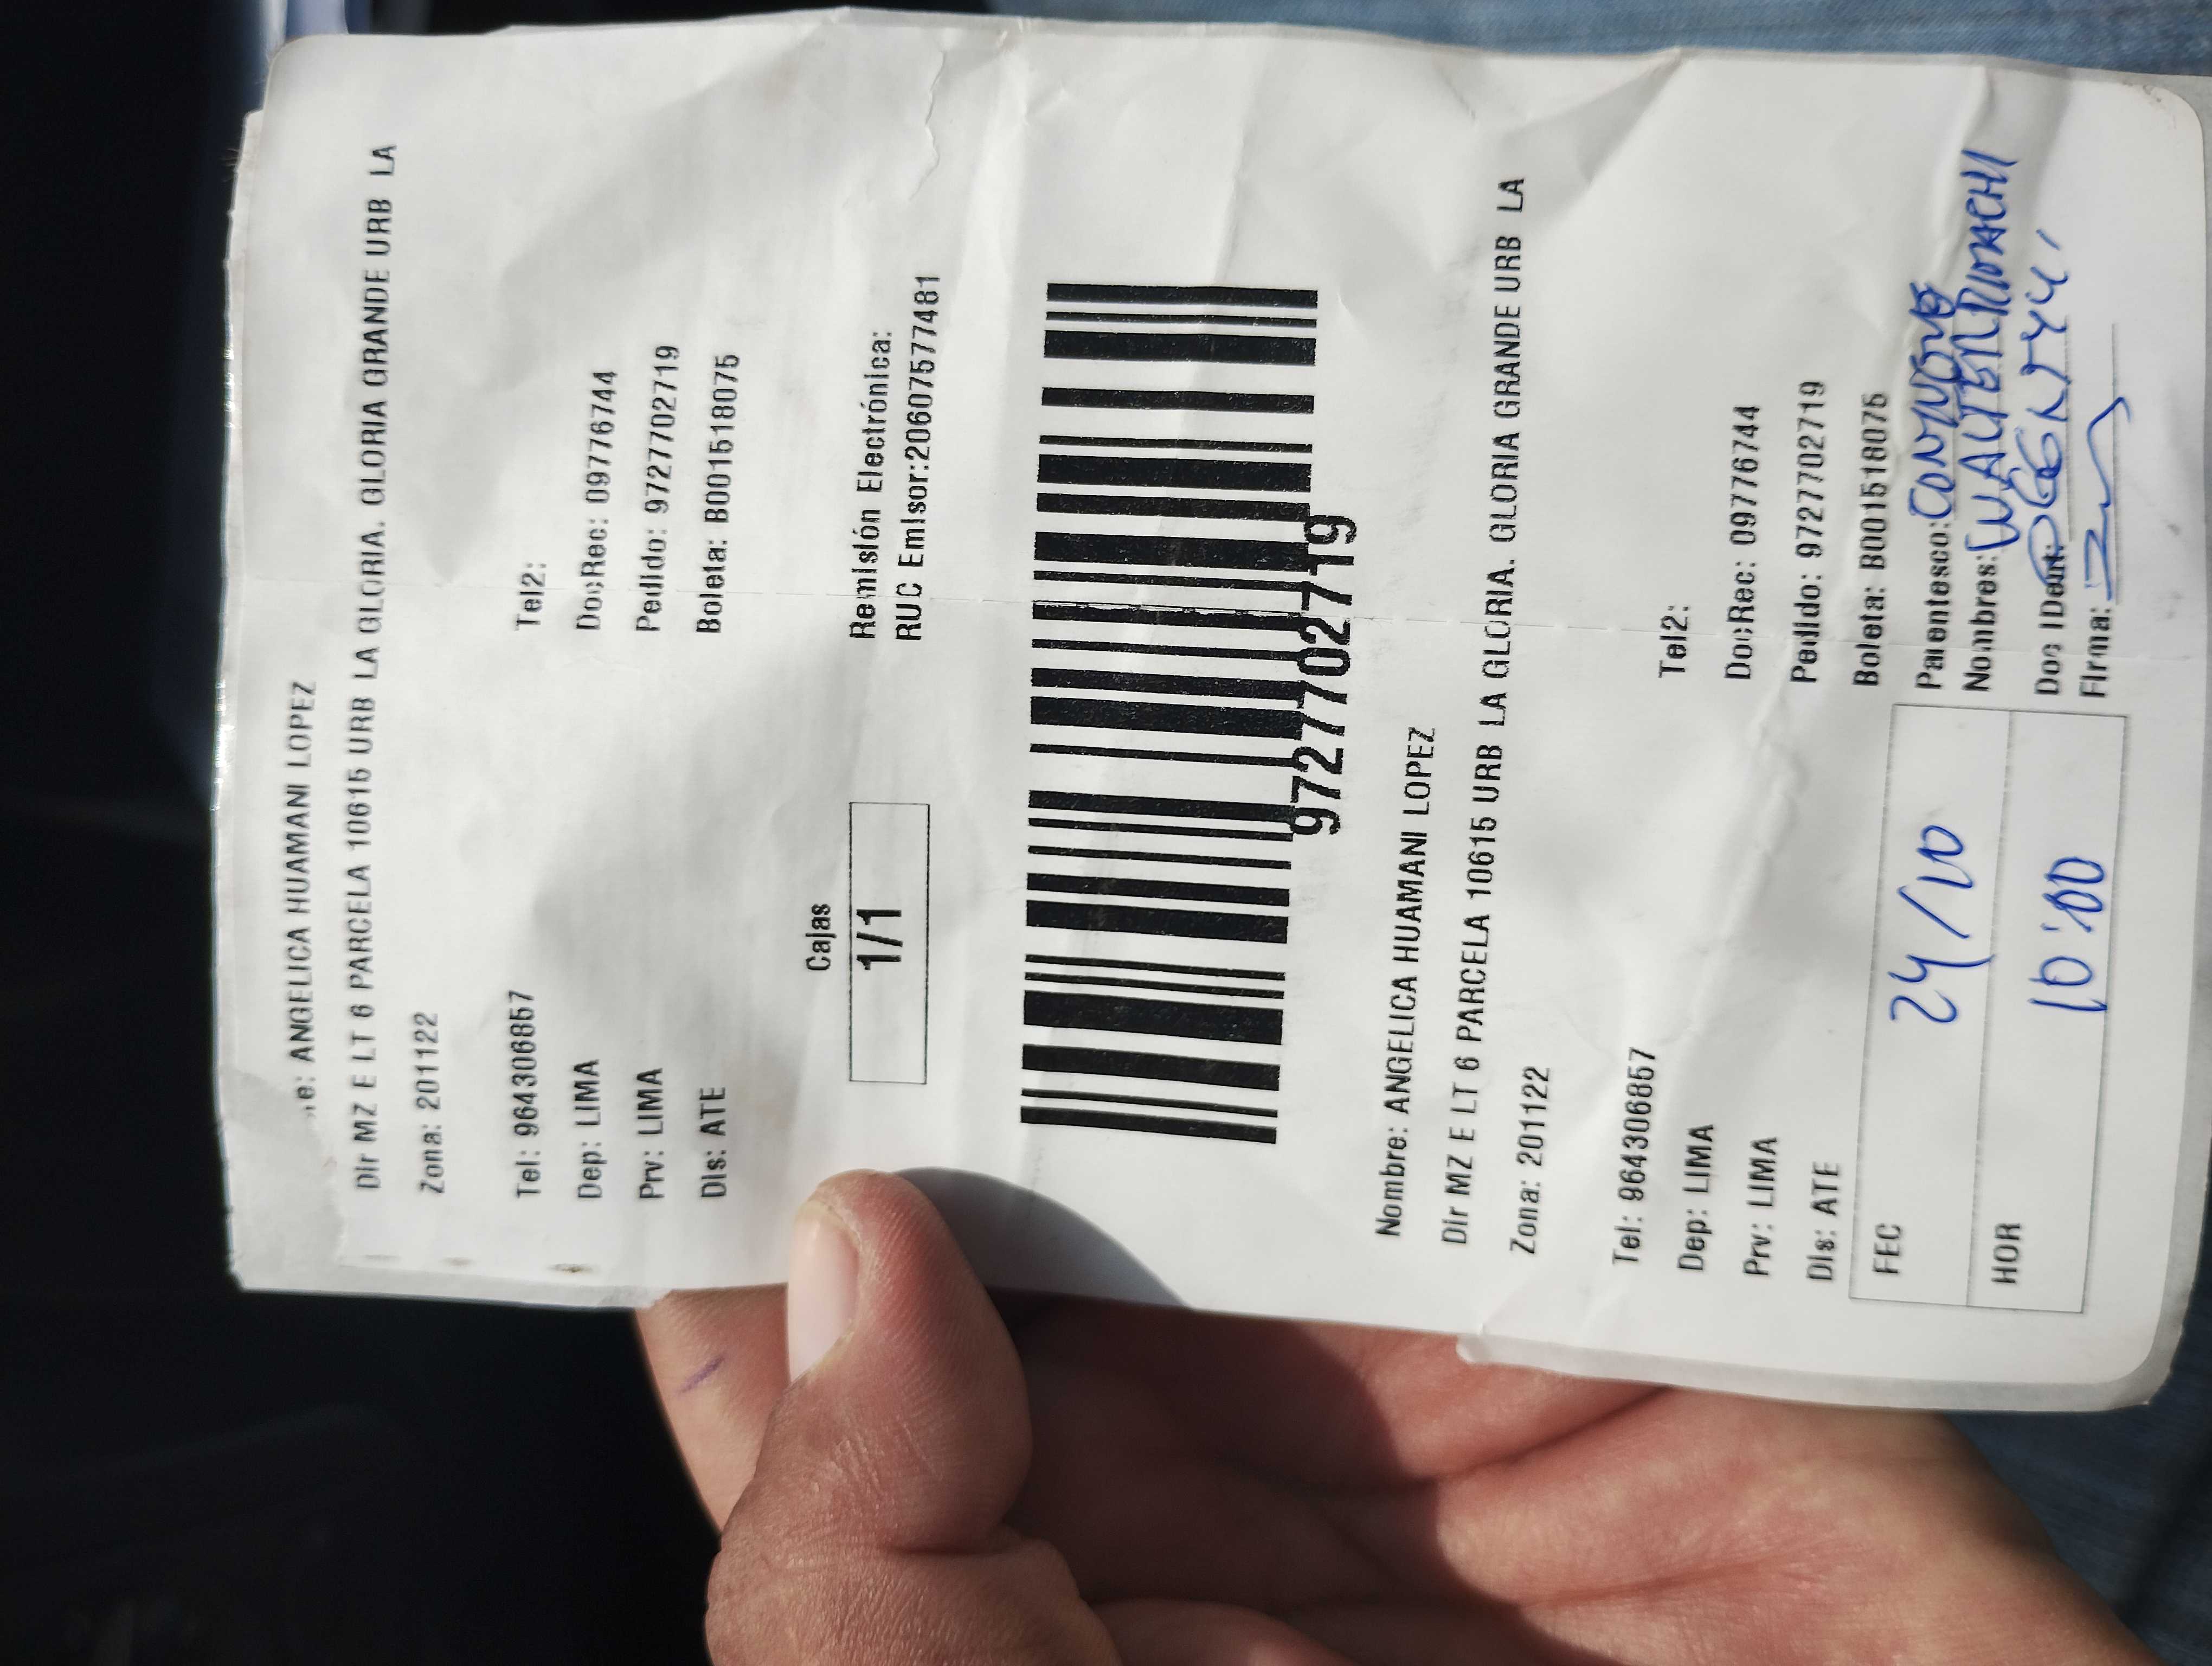 e: ANGELICA HUAMANI LOPEZ
Dir MZ E LT 6 PARCELA 10615 URB LA GLORIA. GLORIA GRANDE URB LA
Zona: 201122
Tel: 964306857 Tel2:
Dep: LIMA DocRec: 09776744
Prv: LIMA Pedido: 97277702719
Dis: ATE Boleta: B001518075
Cajas
1/1
Remisión Electrónica:
RUC Emisor:20607577481
97277702719
Nombre: ANGELICA HUAMANI LOPEZ
Dir MZ E LT 6 PARCELA 10615 URB LA GLORIA. GLORIA GRANDE URB LA
Zona: 201122
Tel: 964306857 Tel2:
Dep: LIMA DocRec: 09776744
Prv: LIMA Pedido: 97277702719
Dis: ATE Boleta: B001518075
FEC 24/10
HOR 10:00
Parentesco:
Nombres: WALTER
Doc IDent:
Firma: